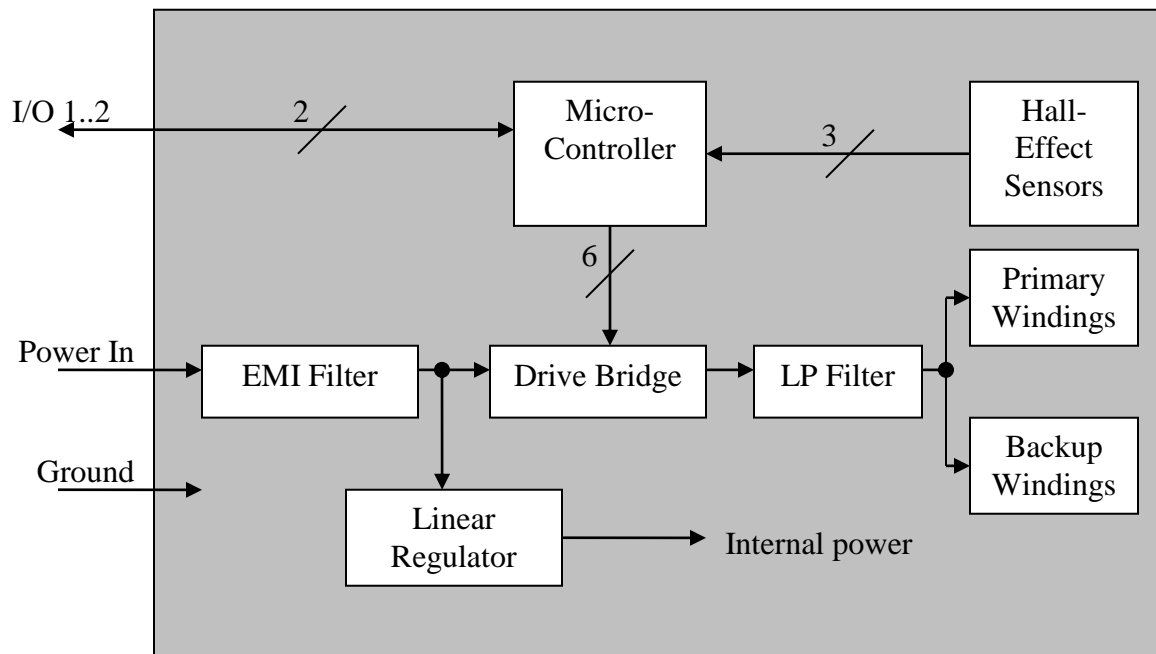 I/O 1..2
2
Micro-
Controller
3
Hall-
Effect
Sensors
6
Primary
Windings
Power In
EMI Filter
Drive Bridge
LP Filter
Ground
Backup
Windings
Linear
Regulator
Internal power